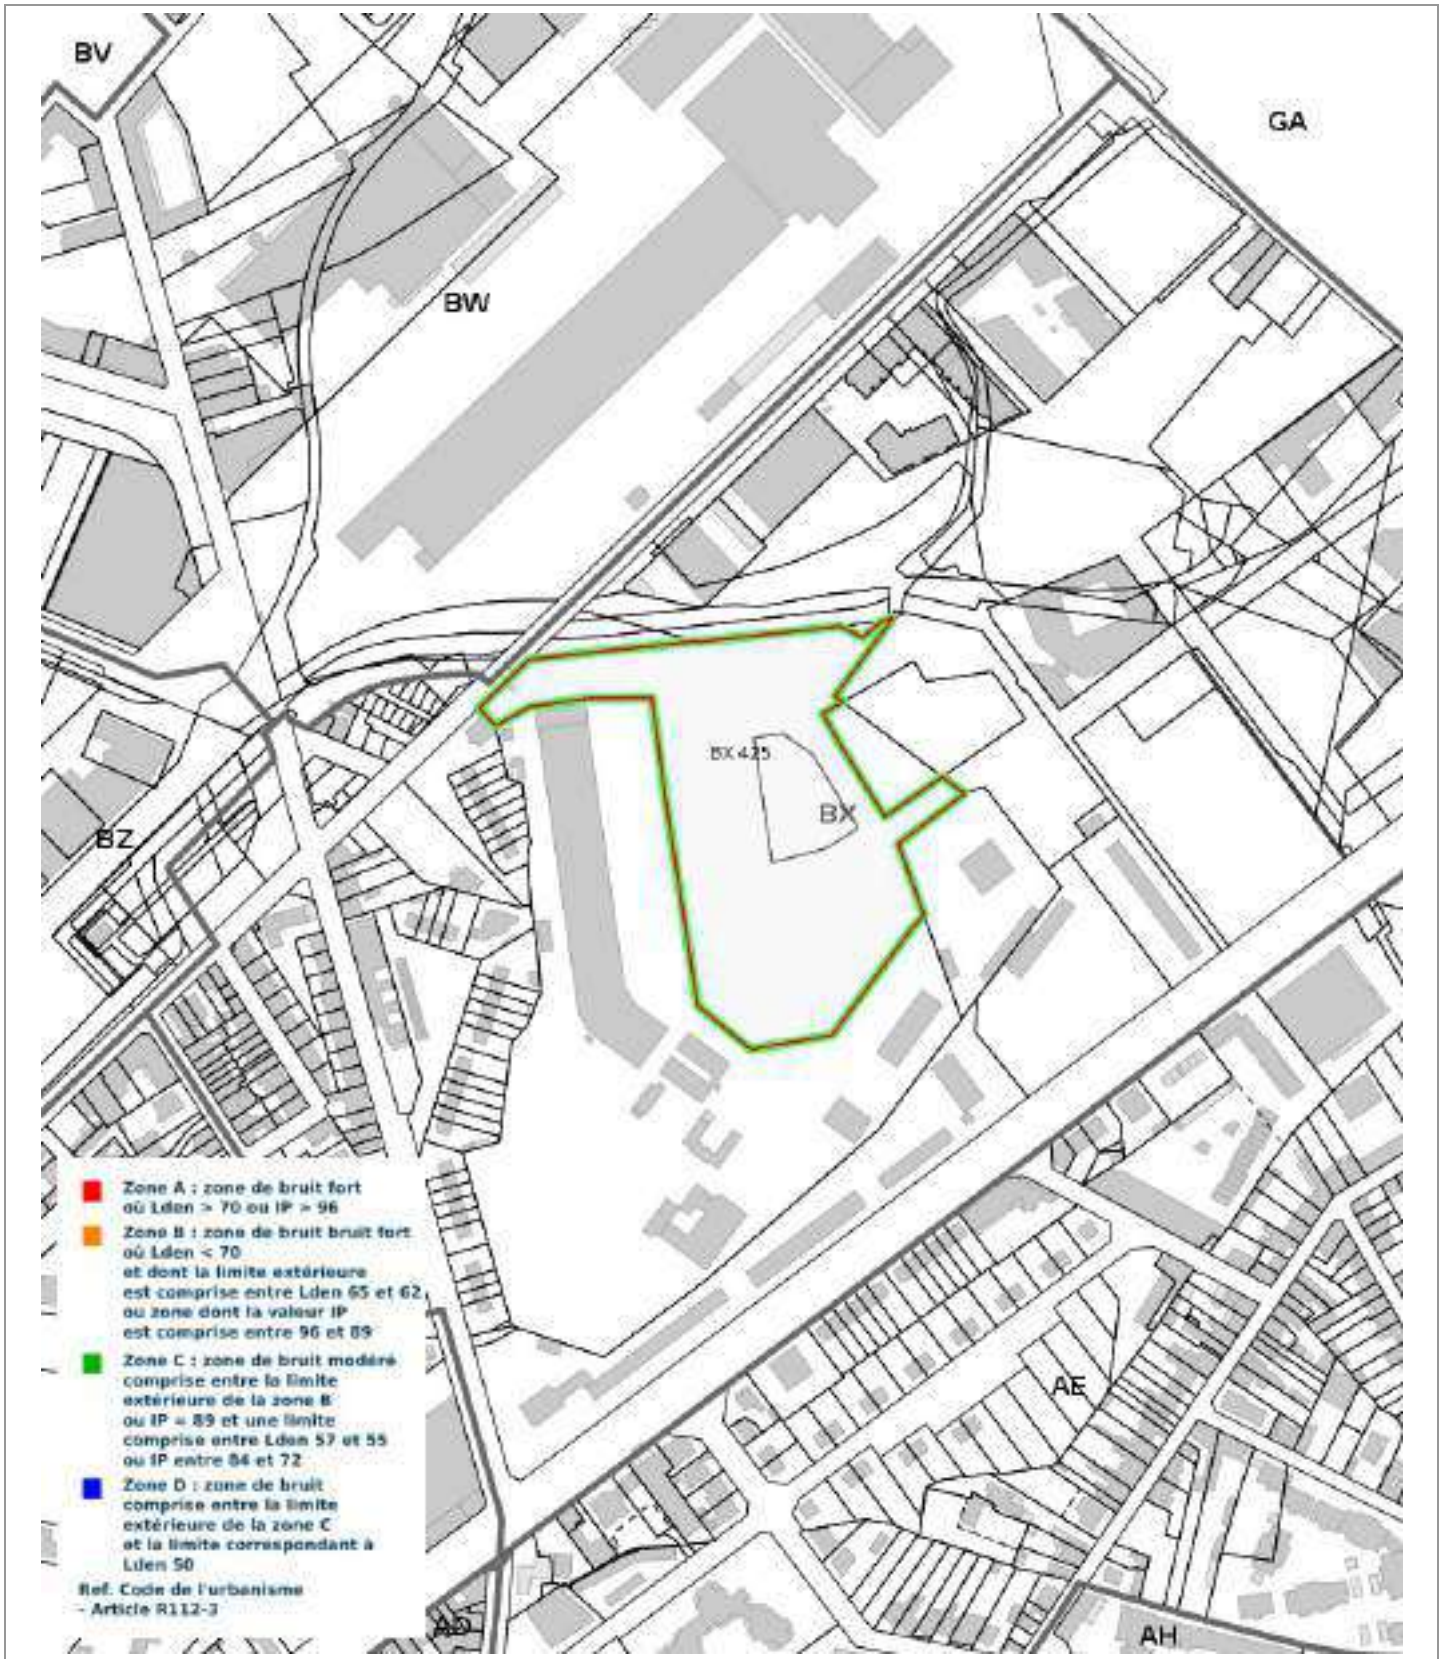 BV
GA
BW
BX 425
BX
BZ
Zone A : zone de bruit fort
où Lden > 70 ou IP > 96
Zone B : zone de bruit bruit fort
où Lden < 70
et dont la limite extérieure
est comprise entre Lden 65 et 62
ou zone dont la valeur IP
est comprise entre 96 et 89
Zone C : zone de bruit modéré
comprise entre la limite
extérieure de la zone B
ou IP = 89 et une limite
comprise entre Lden 57 et 55
ou IP entre 84 et 72
Zone D : zone de bruit
comprise entre la limite
extérieure de la zone C
et la limite correspondant à
Lden 50
Ref. Code de l'urbanisme
- Article R112-3
AE
AD
AH